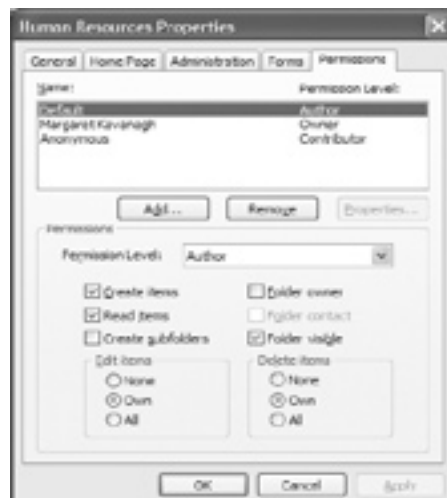 Human Resources Properties
General Home Page Administration Forms Permissions
Name: Permission Level:
Default Author
Margaret Kavanagh Owner
Anonymous Contributor
Add... Remove Properties...
Permissions
Permission Level: Author
Create items Folder owner
Read items Folder contact
Create subfolders Folder visible
Edit items Delete items
None None
Own Own
All All
OK Cancel Apply